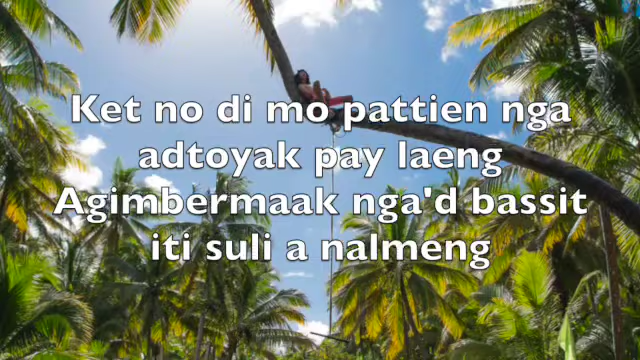 Ket no di mo pattien nga
adtoyak pay laeng
Agimbermaak nga'd bassit
iti suli a nalmeng